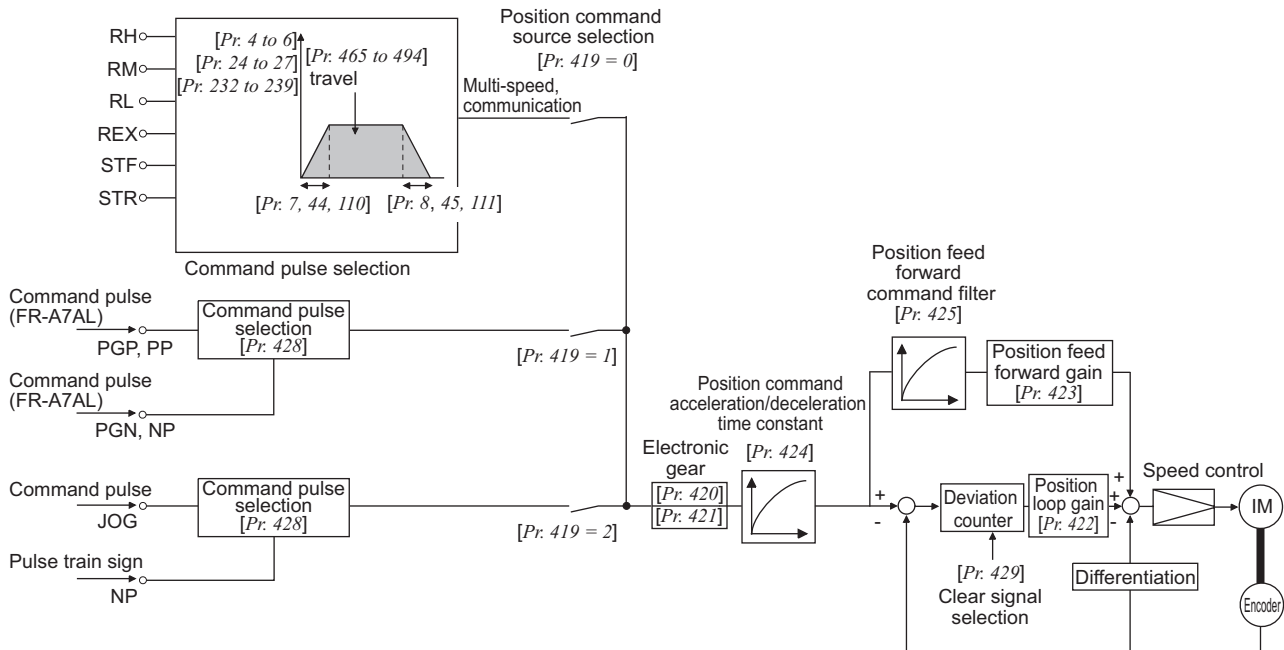 RH
RM
RL
REX
STF
STR
[Pr. 4 to 6]
[Pr. 24 to 27]
[Pr. 232 to 239]
[Pr. 465 to 494]
travel
[Pr. 7, 44, 110]
[Pr. 8, 45, 111]
Command pulse selection
Position command
source selection
[Pr. 419 = 0]
Multi-speed,
communication
Command pulse
(FR-A7AL)
PGP, PP
Command pulse
selection
[Pr. 428]
[Pr. 419 = 1]
Command pulse
(FR-A7AL)
PGN, NP
Command pulse
JOG
Command pulse
selection
[Pr. 428]
[Pr. 419 = 2]
Pulse train sign
NP
Electronic
gear
[Pr. 420]
[Pr. 421]
Position command
acceleration/deceleration
time constant
[Pr. 424]
Position feed
forward
command filter
[Pr. 425]
Position feed
forward gain
[Pr. 423]
+
-
Deviation
counter
[Pr. 429]
Clear signal
selection
Position
loop gain
[Pr. 422]
+
+
-
Differentiation
Speed control
IM
Encoder